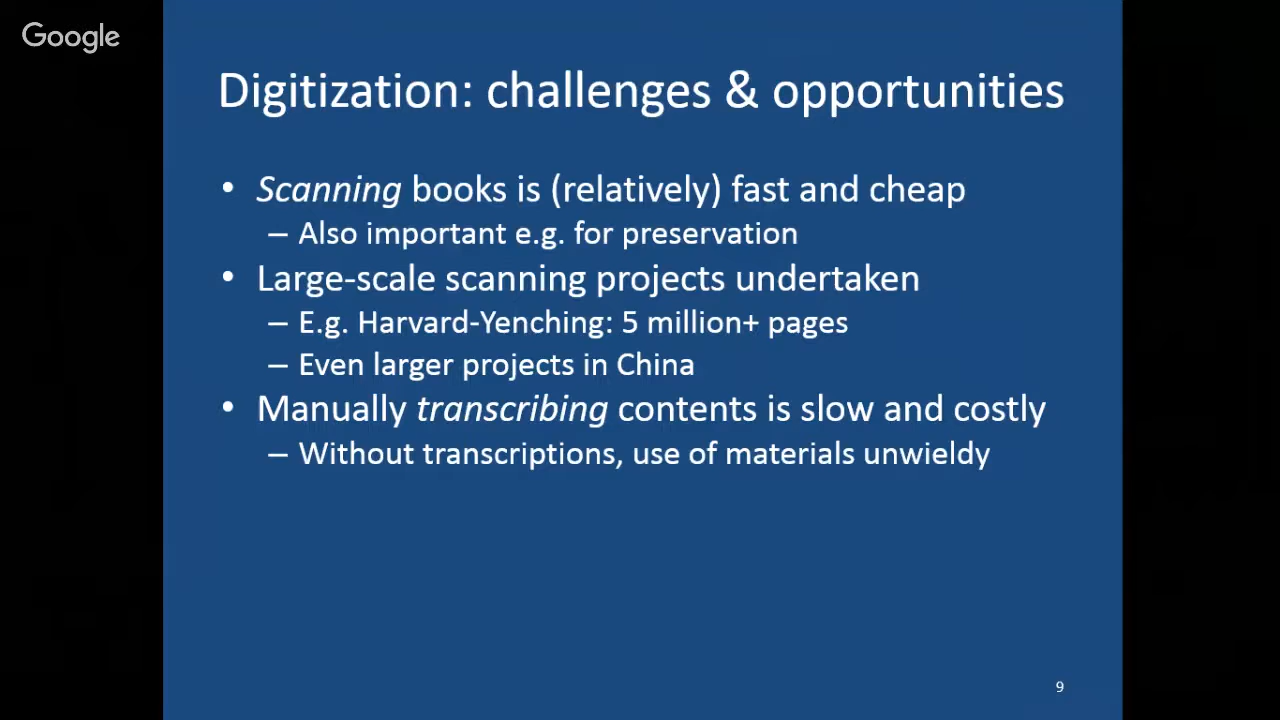 Google
Digitization: challenges & opportunities
• Scanning books is (relatively) fast and cheap
– Also important e.g. for preservation
• Large-scale scanning projects undertaken
– E.g. Harvard-Yenching: 5 million+ pages
– Even larger projects in China
• Manually transcribing contents is slow and costly
– Without transcriptions, use of materials unwieldy
9